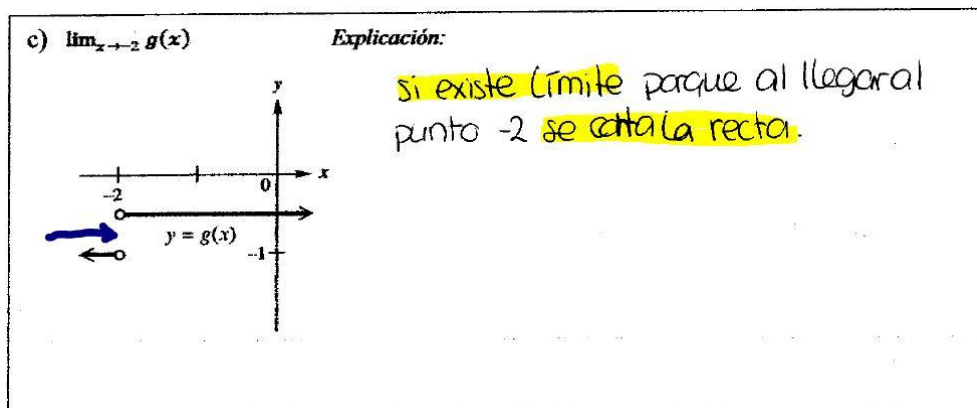 c) lim_{x→-2} g(x) Explicación:
si existe límite porque al llegar al
punto -2 se corta la recta.
y
x
0
-2
y = g(x)
-1